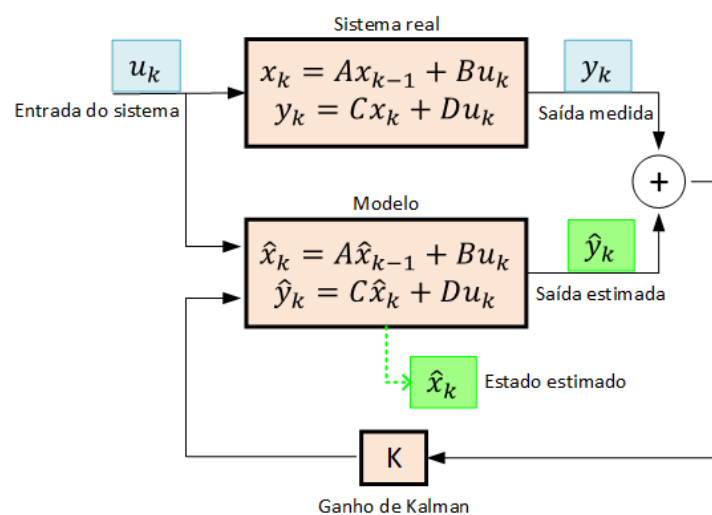 Sistema real
u_k
x_k = Ax_{k-1} + Bu_k
y_k = Cx_k + Du_k
y_k
Entrada do sistema
Saída medida
+
Modelo
x̂_k = Ax̂_{k-1} + Bu_k
ŷ_k = Cx̂_k + Du_k
ŷ_k
Saída estimada
x̂_k
Estado estimado
K
Ganho de Kalman